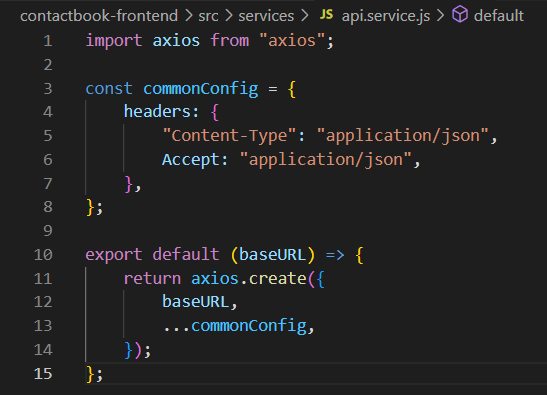 contactbook-frontend > src > services > JS api.service.js > default
1 import axios from "axios";
2
3 const commonConfig = {
4     headers: {
5         "Content-Type": "application/json",
6         Accept: "application/json",
7     },
8 };
9
10 export default (baseURL) => {
11     return axios.create({
12         baseURL,
13         ...commonConfig,
14     });
15 };